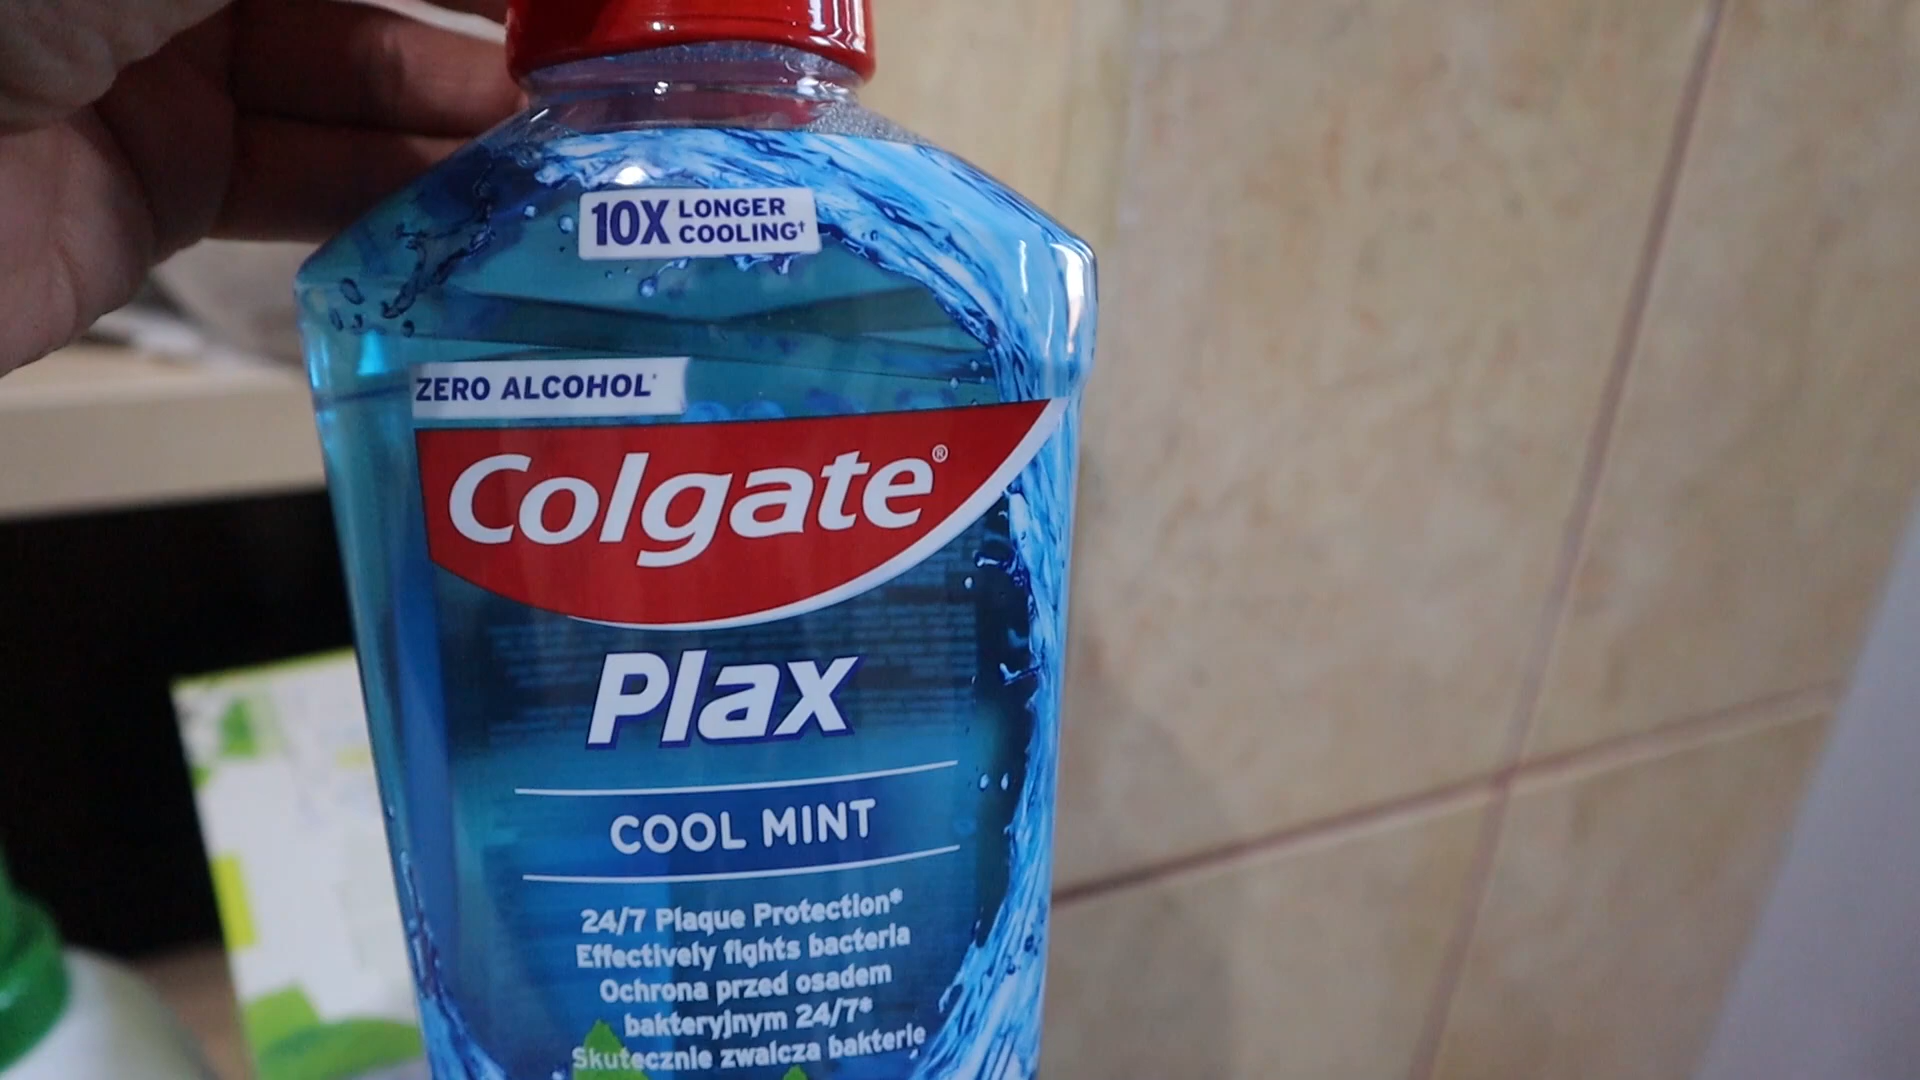 10X LONGER
COOLING†
ZERO ALCOHOL*
Colgate®
Plax
COOL MINT
24/7 Plaque Protection*
Effectively fights bacteria
Ochrona przed osadem
bakteryjnym 24/7*
Skutecznie zwalcza bakterie